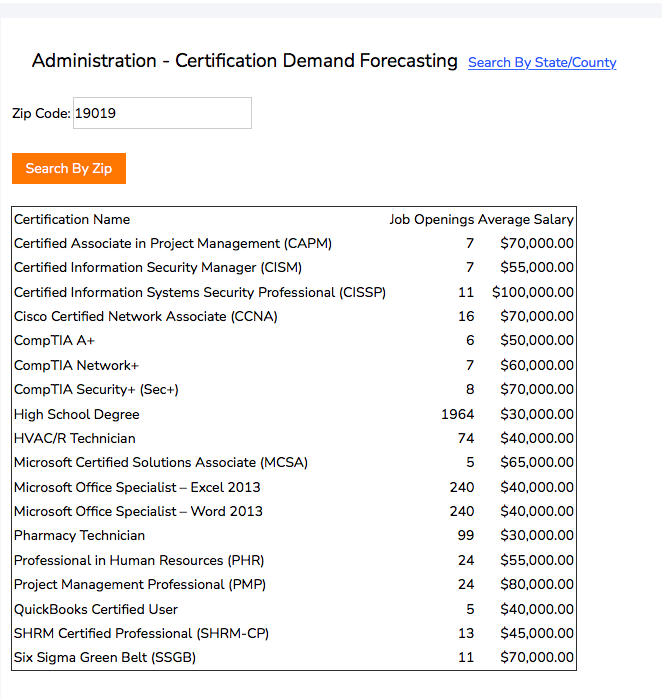 Administration - Certification Demand Forecasting Search By State/County
Zip Code: 19019
Search By Zip
Certification Name Job Openings Average Salary
Certified Associate in Project Management (CAPM) 7 $70,000.00
Certified Information Security Manager (CISM) 7 $55,000.00
Certified Information Systems Security Professional (CISSP) 11 $100,000.00
Cisco Certified Network Associate (CCNA) 16 $70,000.00
CompTIA A+ 6 $50,000.00
CompTIA Network+ 7 $60,000.00
CompTIA Security+ (Sec+) 8 $70,000.00
High School Degree 1964 $30,000.00
HVAC/R Technician 74 $40,000.00
Microsoft Certified Solutions Associate (MCSA) 5 $65,000.00
Microsoft Office Specialist – Excel 2013 240 $40,000.00
Microsoft Office Specialist – Word 2013 240 $40,000.00
Pharmacy Technician 99 $30,000.00
Professional in Human Resources (PHR) 24 $55,000.00
Project Management Professional (PMP) 24 $80,000.00
QuickBooks Certified User 5 $40,000.00
SHRM Certified Professional (SHRM-CP) 13 $45,000.00
Six Sigma Green Belt (SSGB) 11 $70,000.00